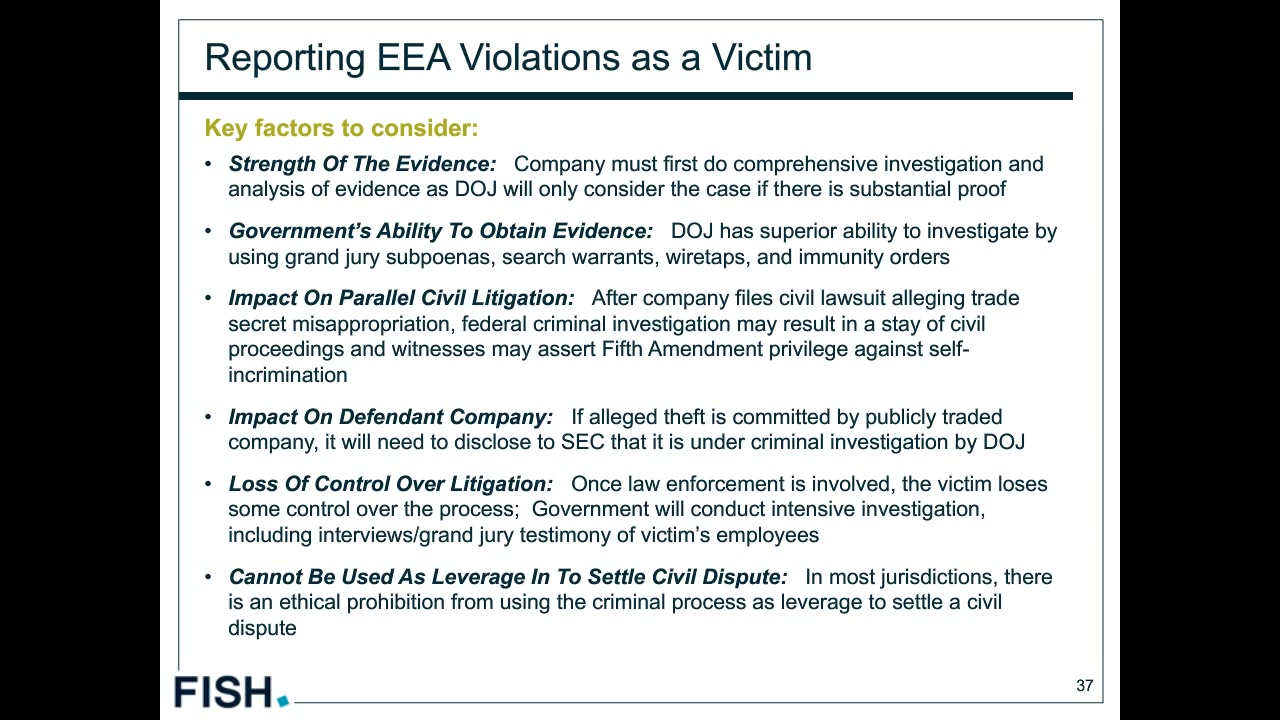 Reporting EEA Violations as a Victim
Key factors to consider:
• Strength Of The Evidence: Company must first do comprehensive investigation and
analysis of evidence as DOJ will only consider the case if there is substantial proof
• Government's Ability To Obtain Evidence: DOJ has superior ability to investigate by
using grand jury subpoenas, search warrants, wiretaps, and immunity orders
• Impact On Parallel Civil Litigation: After company files civil lawsuit alleging trade
secret misappropriation, federal criminal investigation may result in a stay of civil
proceedings and witnesses may assert Fifth Amendment privilege against self-
incrimination
• Impact On Defendant Company: If alleged theft is committed by publicly traded
company, it will need to disclose to SEC that it is under criminal investigation by DOJ
• Loss Of Control Over Litigation: Once law enforcement is involved, the victim loses
some control over the process; Government will conduct intensive investigation,
including interviews/grand jury testimony of victim's employees
• Cannot Be Used As Leverage In To Settle Civil Dispute: In most jurisdictions, there
is an ethical prohibition from using the criminal process as leverage to settle a civil
dispute
FISH.
37